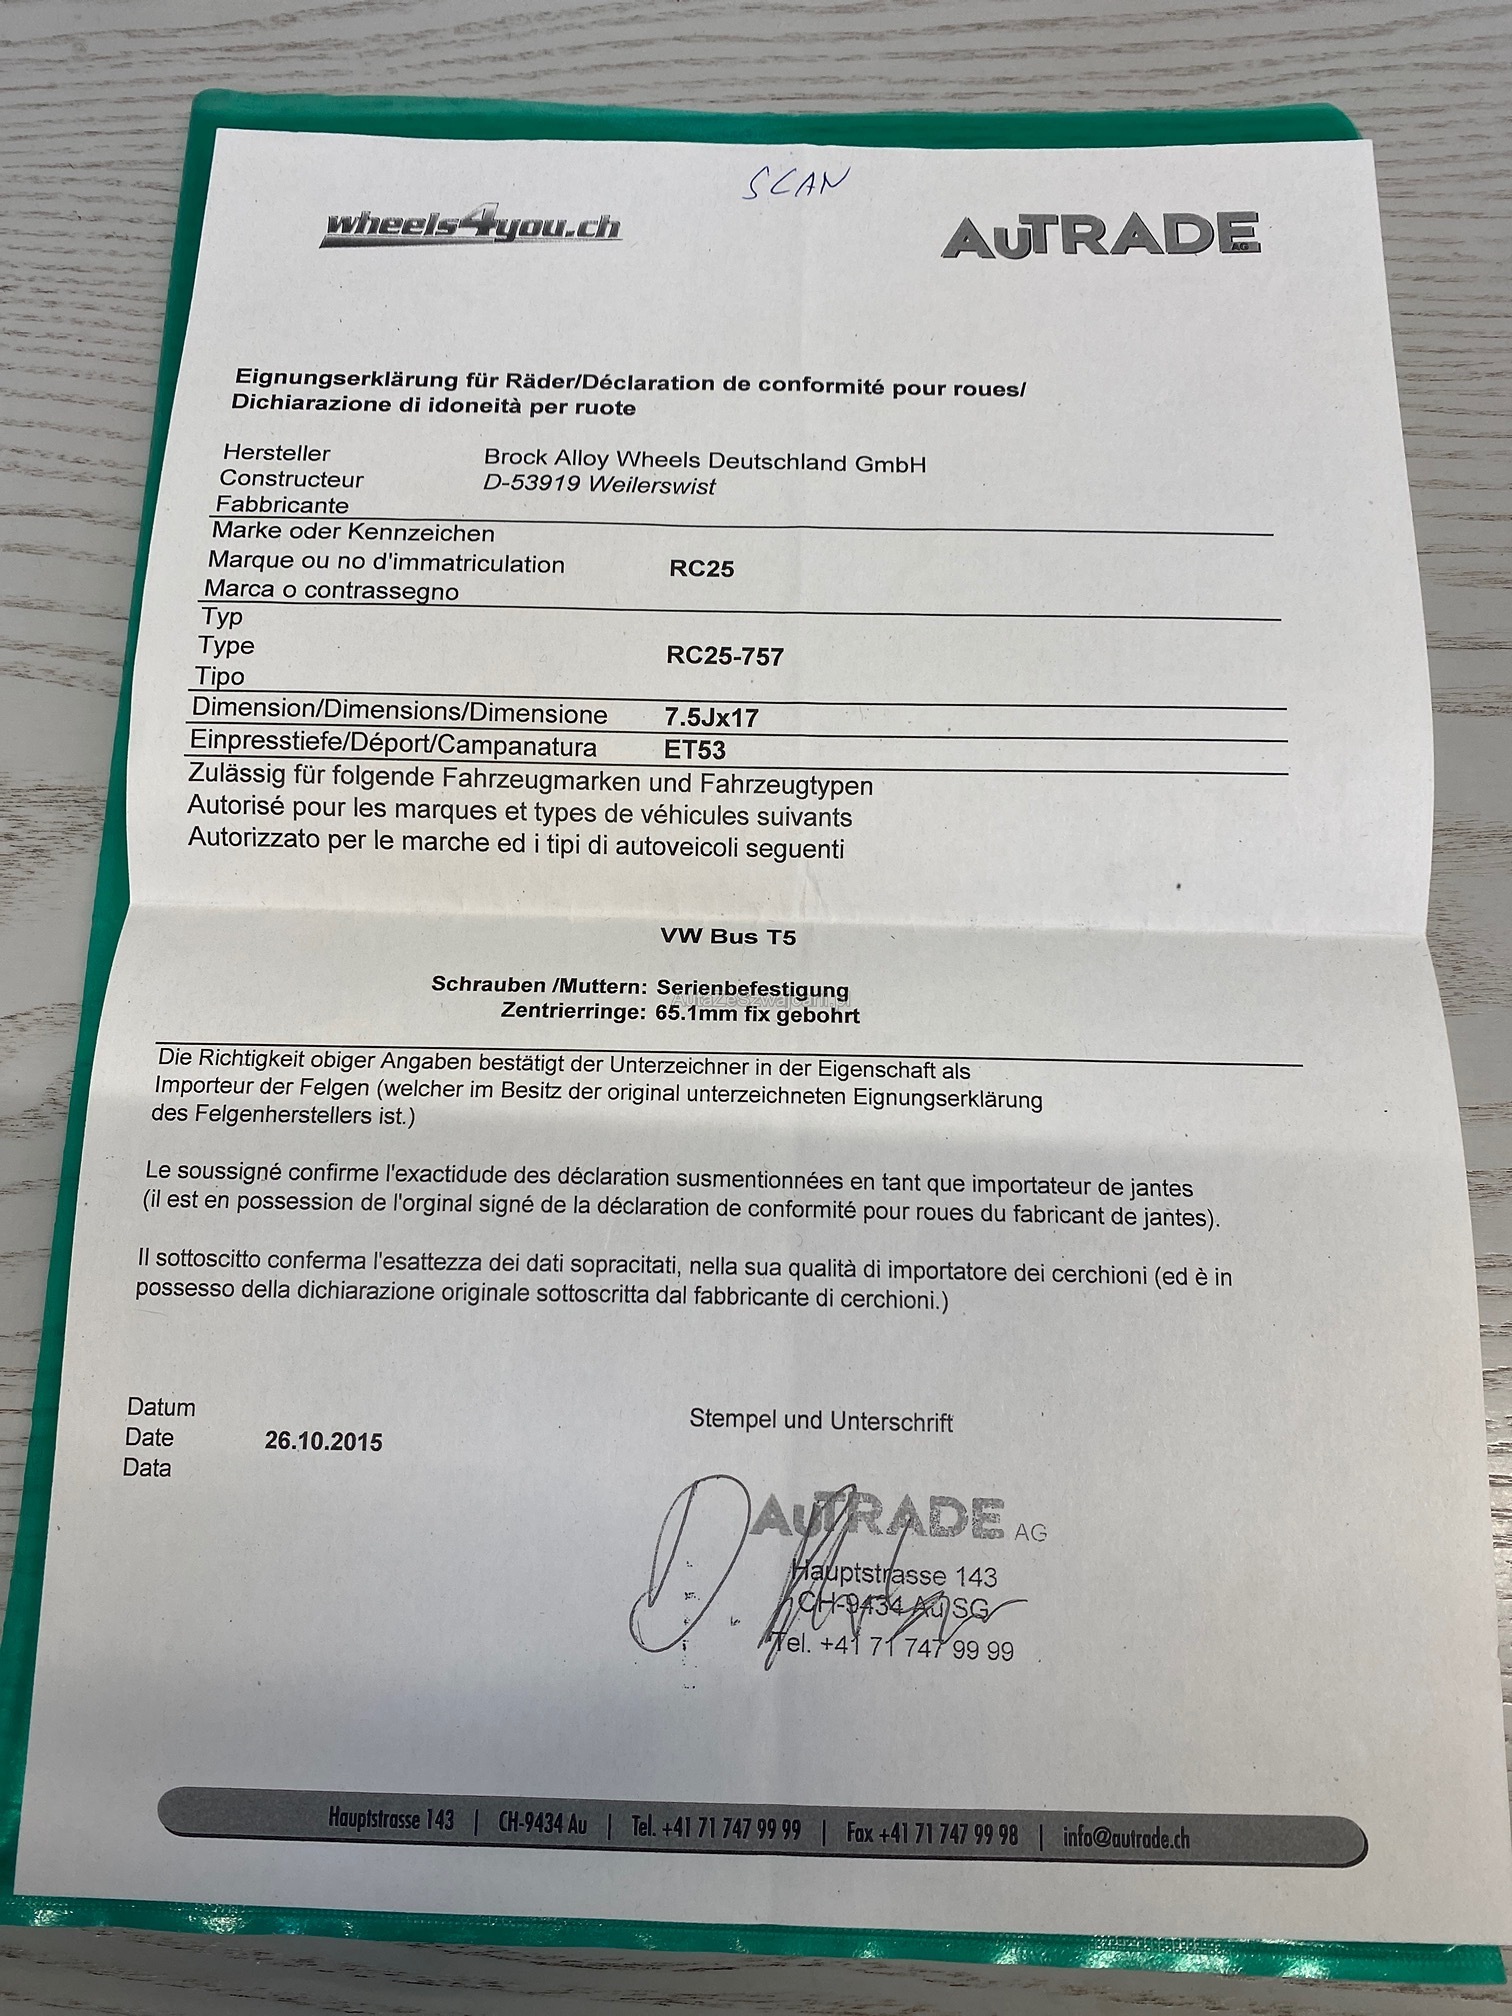 SCAN
wheels4you.ch
AUTRADE AG
Eignungserklärung für Räder/Déclaration de conformité pour roues/
Dichiarazione di idoneità per ruote
Hersteller
Constructeur
Fabbricante
Brock Alloy Wheels Deutschland GmbH
D-53919 Weilerswist
Marke oder Kennzeichen
Marque ou no d'immatriculation
Marca o contrassegno
RC25
Typ
Type
Tipo
RC25-757
Dimension/Dimensions/Dimensione 7.5Jx17
Einpresstiefe/Déport/Campanatura ET53
Zulässig für folgende Fahrzeugmarken und Fahrzeugtypen
Autorisé pour les marques et types de véhicules suivants
Autorizzato per le marche ed i tipi di autoveicoli seguenti
VW Bus T5
Schrauben /Muttern: Serienbefestigung
AutaZeSzwajcarii.pl
Zentrierringe: 65.1mm fix gebohrt
Die Richtigkeit obiger Angaben bestätigt der Unterzeichner in der Eigenschaft als
Importeur der Felgen (welcher im Besitz der original unterzeichneten Eignungserklärung
des Felgenherstellers ist.)
Le soussigné confirme l'exactidude des déclaration susmentionnées en tant que importateur de jantes
(il est en possession de l'orginal signé de la déclaration de conformité pour roues du fabricant de jantes).
Il sottoscitto conferma l'esattezza dei dati sopracitati, nella sua qualità di importatore dei cerchioni (ed è in
possesso della dichiarazione originale sottoscritta dal fabbricante di cerchioni.)
Datum
Date
Data
26.10.2015
Stempel und Unterschrift
AUTRADE AG
Hauptstrasse 143
CH-9434 Au SG
Tel. +41 71 747 99 99
Hauptstrasse 143 | CH-9434 Au | Tel. +41 71 747 99 99 | Fax +41 71 747 99 98 | info@autrade.ch